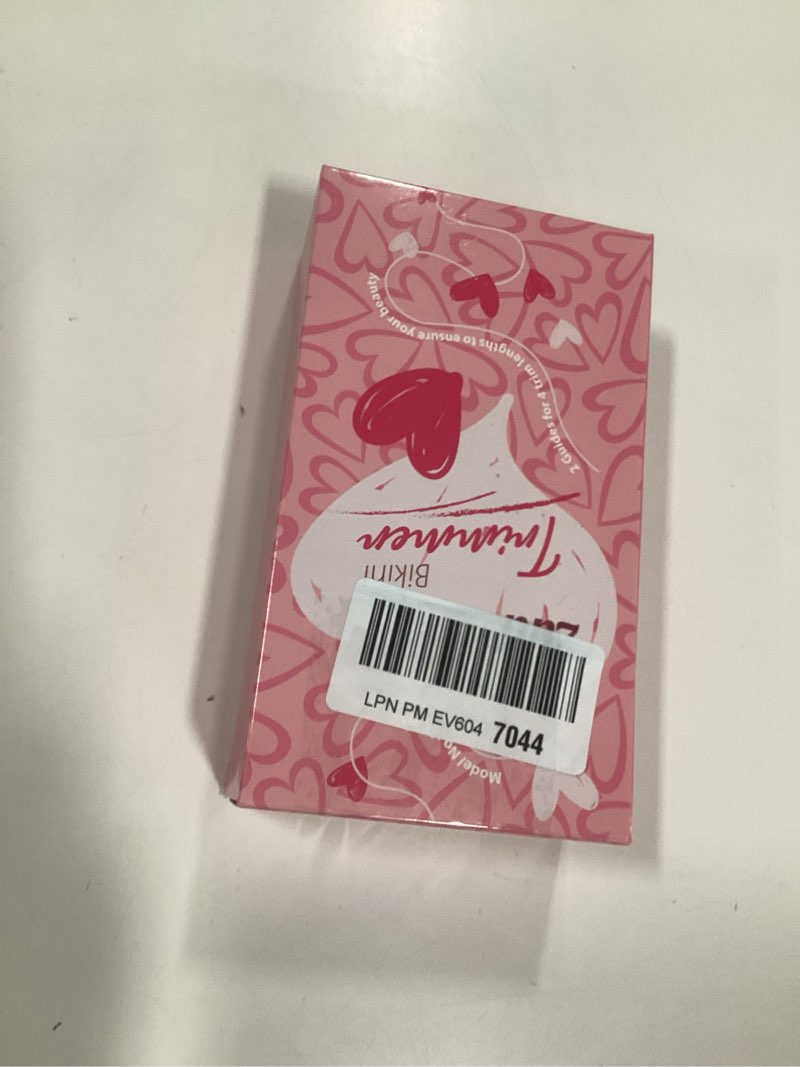 Bikini
Trimmer
2 Guides for 4 trim lengths to ensure your beauty
LPN PM EV604 7044